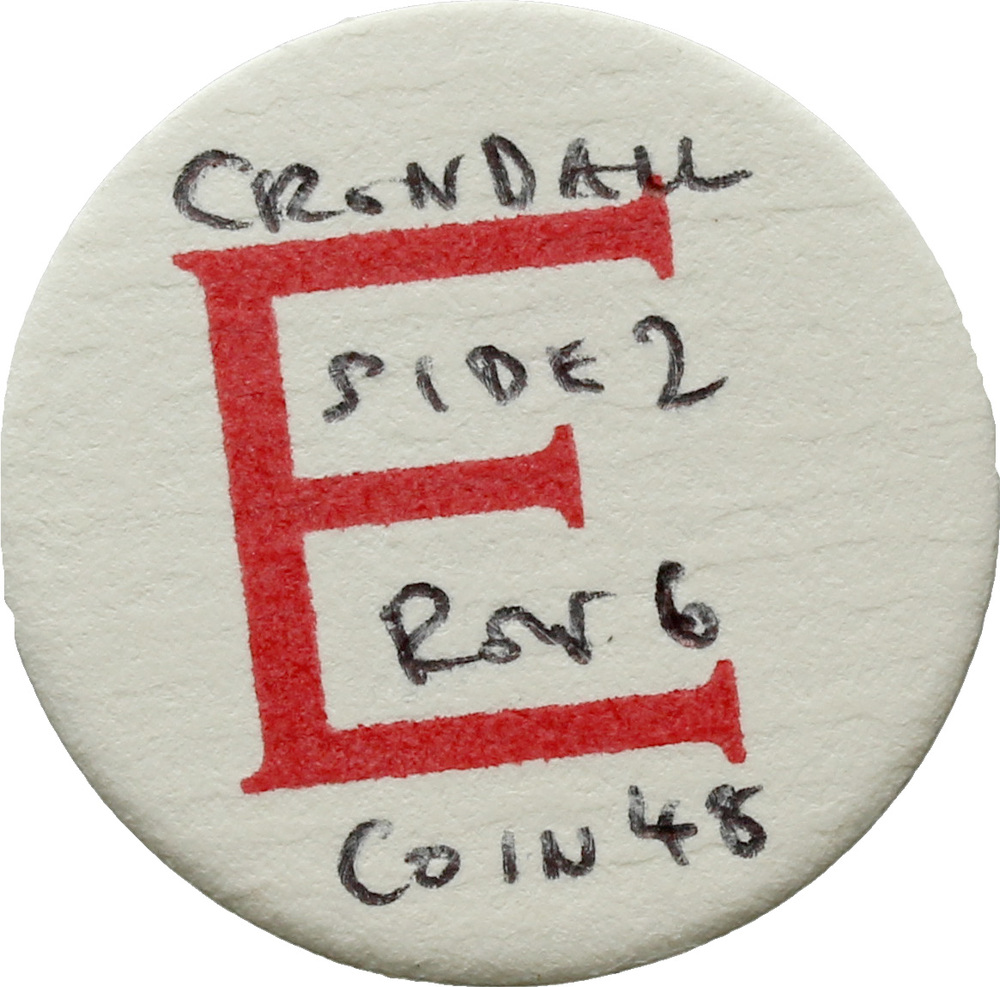 CRONDALL
E
SIDE 2
ROW 6
COIN 48